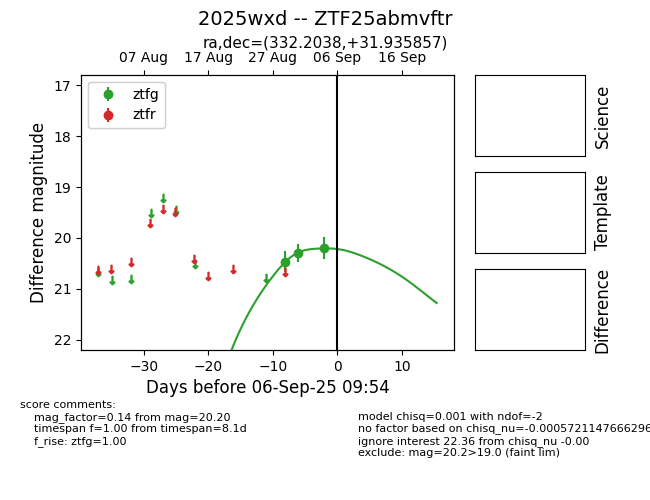 2025wxd -- ZTF25abmvftr
ra,dec=(332.2038,+31.935857)
07 Aug 17 Aug 27 Aug 06 Sep 16 Sep
ztfg
ztfr
17
18
19
20
21
22
Difference magnitude
−30 −20 −10 0 10
Days before 06-Sep-25 09:54
Science
Template
Difference
score comments:
mag_factor=0.14 from mag=20.20
timespan f=1.00 from timespan=8.1d
f_rise: ztfg=1.00
model chisq=0.001 with ndof=-2
no factor based on chisq_nu=-0.0005721147666296
ignore interest 22.36 from chisq_nu -0.00
exclude: mag=20.2>19.0 (faint lim)